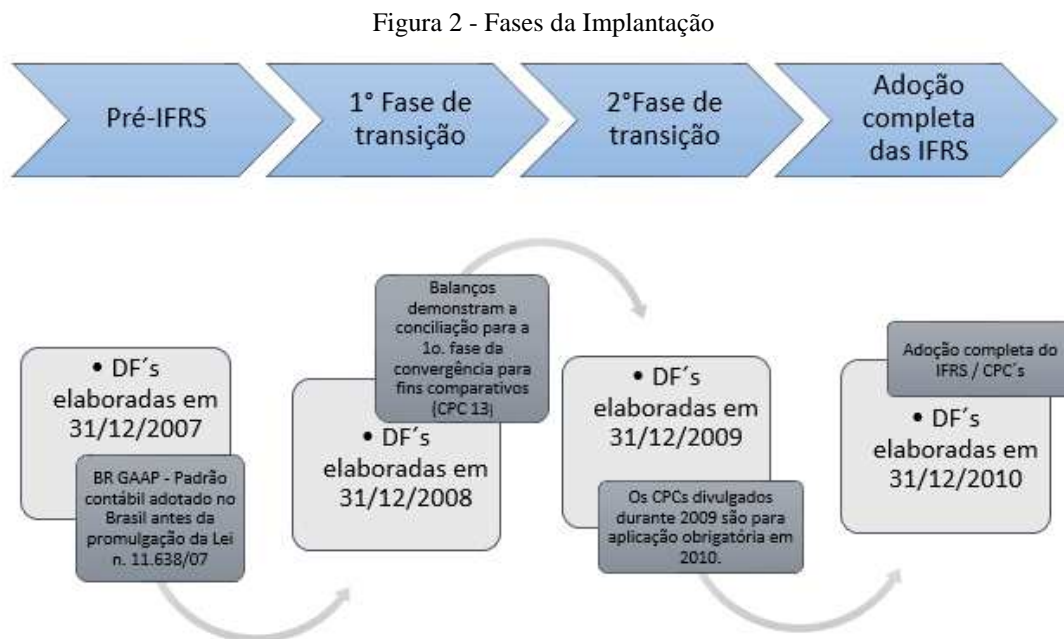 Figura 2 - Fases da Implantação
Pré-IFRS
1° Fase de
transição
2°Fase de
transição
Adoção
completa
das IFRS
• DF´s
elaboradas em
31/12/2007
BR GAAP - Padrão
contábil adotado no
Brasil antes da
promulgação da Lei
n. 11.638/07
Balanços
demonstram a
conciliação para a
1o. fase da
convergência para
fins comparativos
(CPC 13)
• DF´s
elaboradas em
31/12/2008
• DF´s
elaboradas em
31/12/2009
Os CPCs divulgados
durante 2009 são para
aplicação obrigatória em
2010.
Adoção completa do
IFRS / CPC´s
• DF´s
elaboradas em
31/12/2010